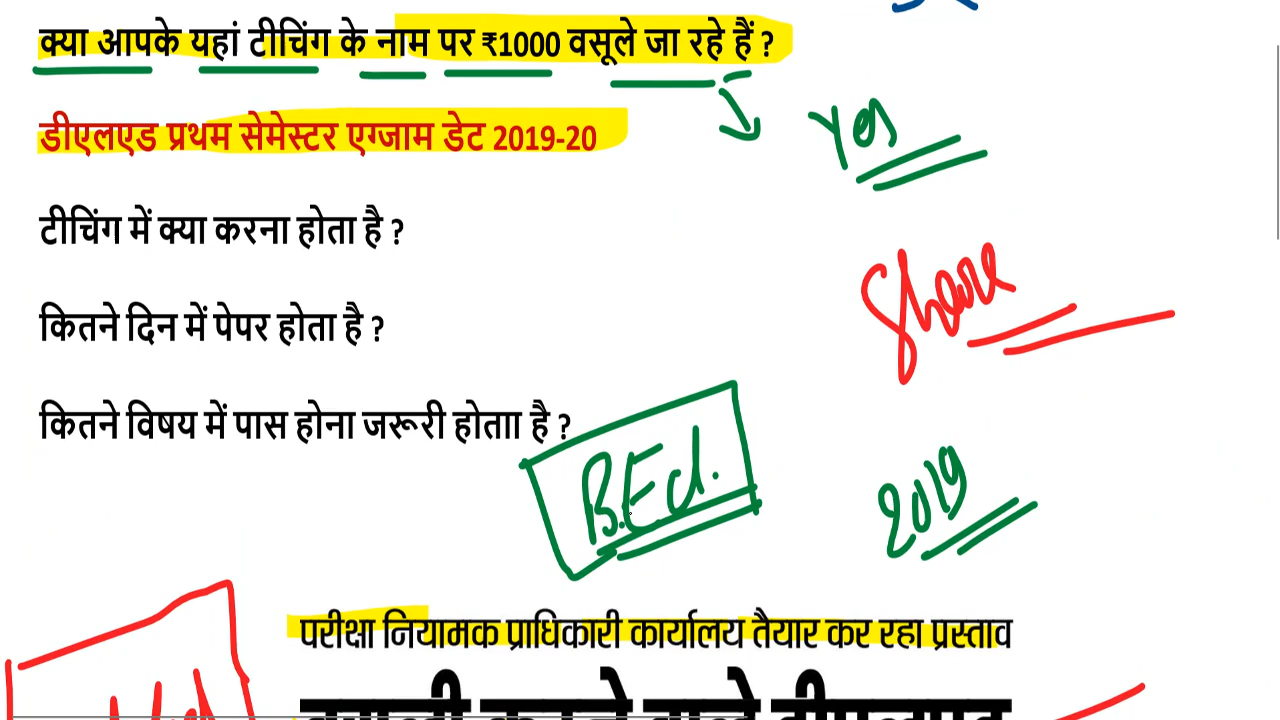 क्या आपके यहां टीचिंग के नाम पर ₹1000 वसूले जा रहे हैं ?
Yes
डीएलएड प्रथम सेमेस्टर एग्जाम डेट 2019-20
टीचिंग में क्या करना होता है ?
Share
कितने दिन में पेपर होता है ?
कितने विषय में पास होना जरूरी होताा है ?
B.Ed.
2019
परीक्षा नियामक प्राधिकारी कार्यालय तैयार कर रहा प्रस्ताव